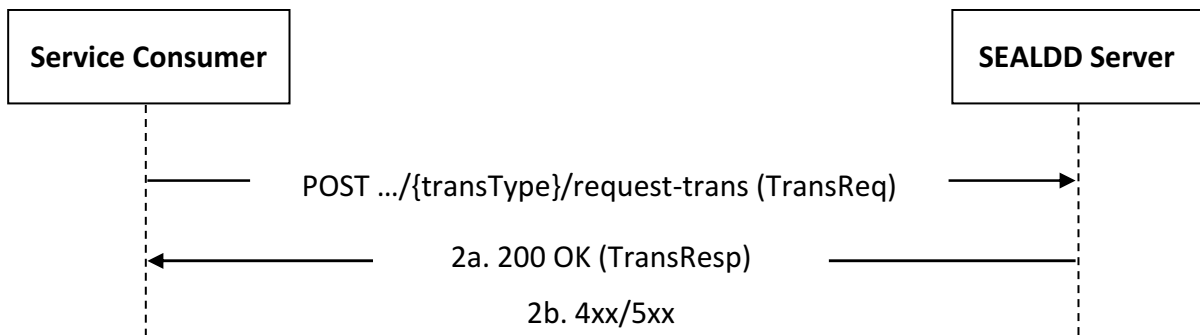 Service Consumer
SEALDD Server
POST .../{transType}/request-trans (TransReq)
2a. 200 OK (TransResp)
2b. 4xx/5xx